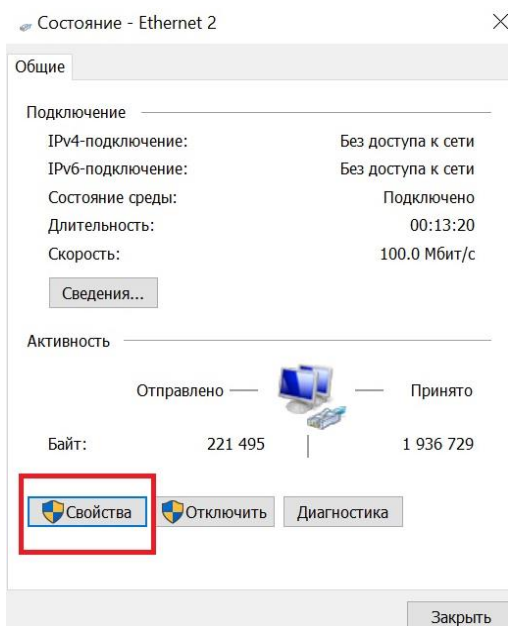 Состояние - Ethernet 2
Общие
Подключение
IPv4-подключение: Без доступа к сети
IPv6-подключение: Без доступа к сети
Состояние среды: Подключено
Длительность: 00:13:20
Скорость: 100.0 Мбит/с
Сведения...
Активность
Отправлено — — Принято
Байт: 221 495 | 1 936 729
Свойства Отключить Диагностика
Закрыть